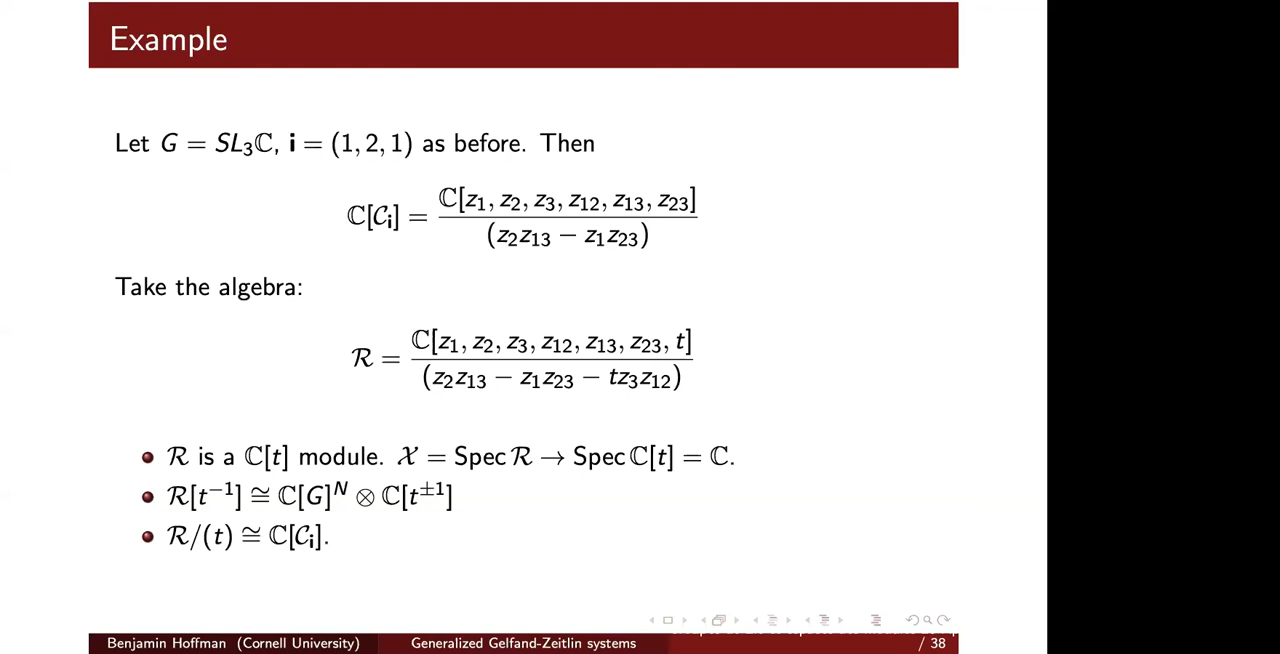 Example
Let G = SL₃ℂ, i = (1, 2, 1) as before. Then
ℂ[𝒞ᵢ] = ℂ[z₁, z₂, z₃, z₁₂, z₁₃, z₂₃] / (z₂z₁₃ − z₁z₂₃)
Take the algebra:
ℛ = ℂ[z₁, z₂, z₃, z₁₂, z₁₃, z₂₃, t] / (z₂z₁₃ − z₁z₂₃ − tz₃z₁₂)
ℛ is a ℂ[t] module. 𝒳 = Spec ℛ → Spec ℂ[t] = ℂ.
ℛ[t⁻¹] ≅ ℂ[G]ᴺ ⊗ ℂ[t^{±1}]
ℛ/(t) ≅ ℂ[𝒞ᵢ].
Benjamin Hoffman (Cornell University) Generalized Gelfand-Zeitlin systems / 38